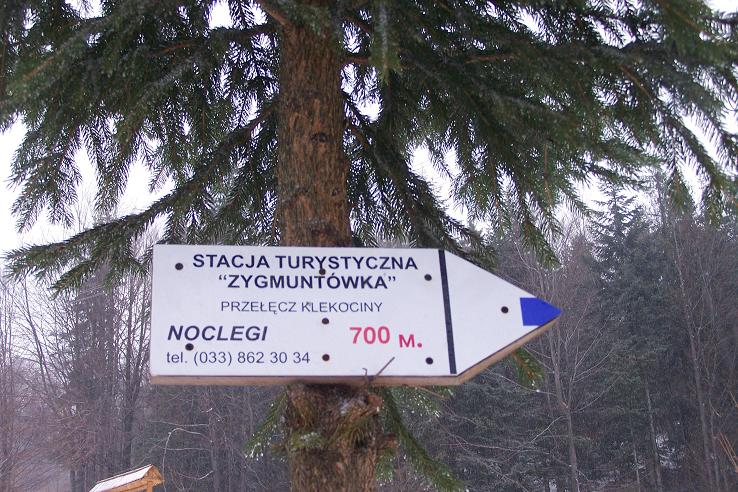 STACJA TURYSTYCZNA
“ZYGMUNTÓWKA”
PRZEŁĘCZ KLEKOCINY
NOCLEGI 700 M.
tel. (033) 862 30 34